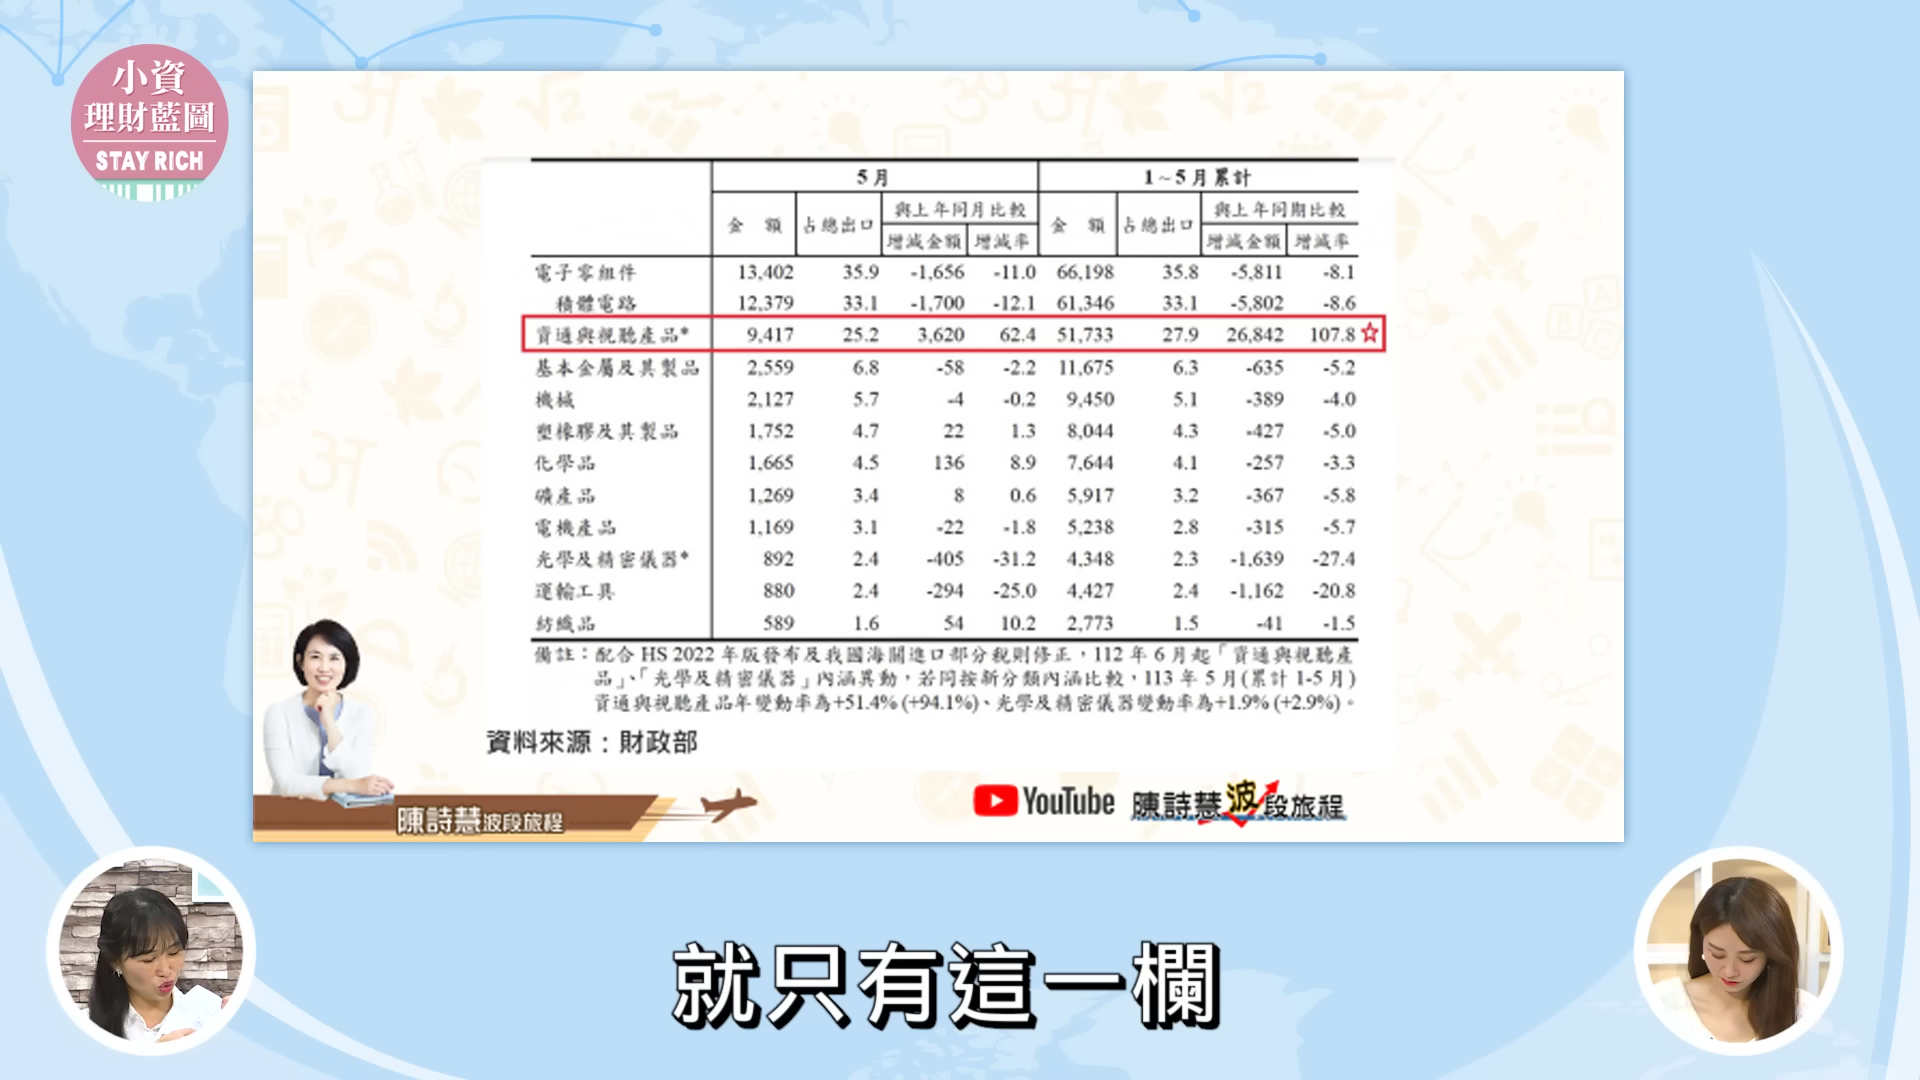 小資
理財藍圖
STAY RICH
5月 1~5月累計
金額 占總出口 與上年同月比較 金額 占總出口 與上年同期比較
增減金額 增減率 增減金額 增減率
電子零組件 13,402 35.9 -1,656 -11.0 66,198 35.8 -5,811 -8.1
積體電路 12,379 33.1 -1,700 -12.1 61,346 33.1 -5,802 -8.6
資通與視聽產品* 9,417 25.2 3,620 62.4 51,733 27.9 26,842 107.8
基本金屬及其製品 2,559 6.8 -58 -2.2 11,675 6.3 -635 -5.2
機械 2,127 5.7 -4 -0.2 9,450 5.1 -389 -4.0
塑橡膠及其製品 1,752 4.7 22 1.3 8,044 4.3 -427 -5.0
化學品 1,665 4.5 136 8.9 7,644 4.1 -257 -3.3
礦產品 1,269 3.4 8 0.6 5,917 3.2 -367 -5.8
電機產品 1,169 3.1 -22 -1.8 5,238 2.8 -315 -5.7
光學及精密儀器* 892 2.4 -405 -31.2 4,348 2.3 -1,639 -27.4
運輸工具 880 2.4 -294 -25.0 4,427 2.4 -1,162 -20.8
紡織品 589 1.6 54 10.2 2,773 1.5 -41 -1.5
備註：配合 HS 2022 年版發布及我國海關進口部分稅則修正，112 年 6 月起「資通與視聽產
品」、「光學及精密儀器」內涵異動，若同按新分類內涵比較，113 年 5 月(累計 1-5 月)
資通與視聽產品年變動率為+51.4% (+94.1%)、光學及精密儀器變動率為+1.9% (+2.9%)。
資料來源：財政部
陳詩慧波段旅程
YouTube 陳詩慧波段旅程
就只有這一欄